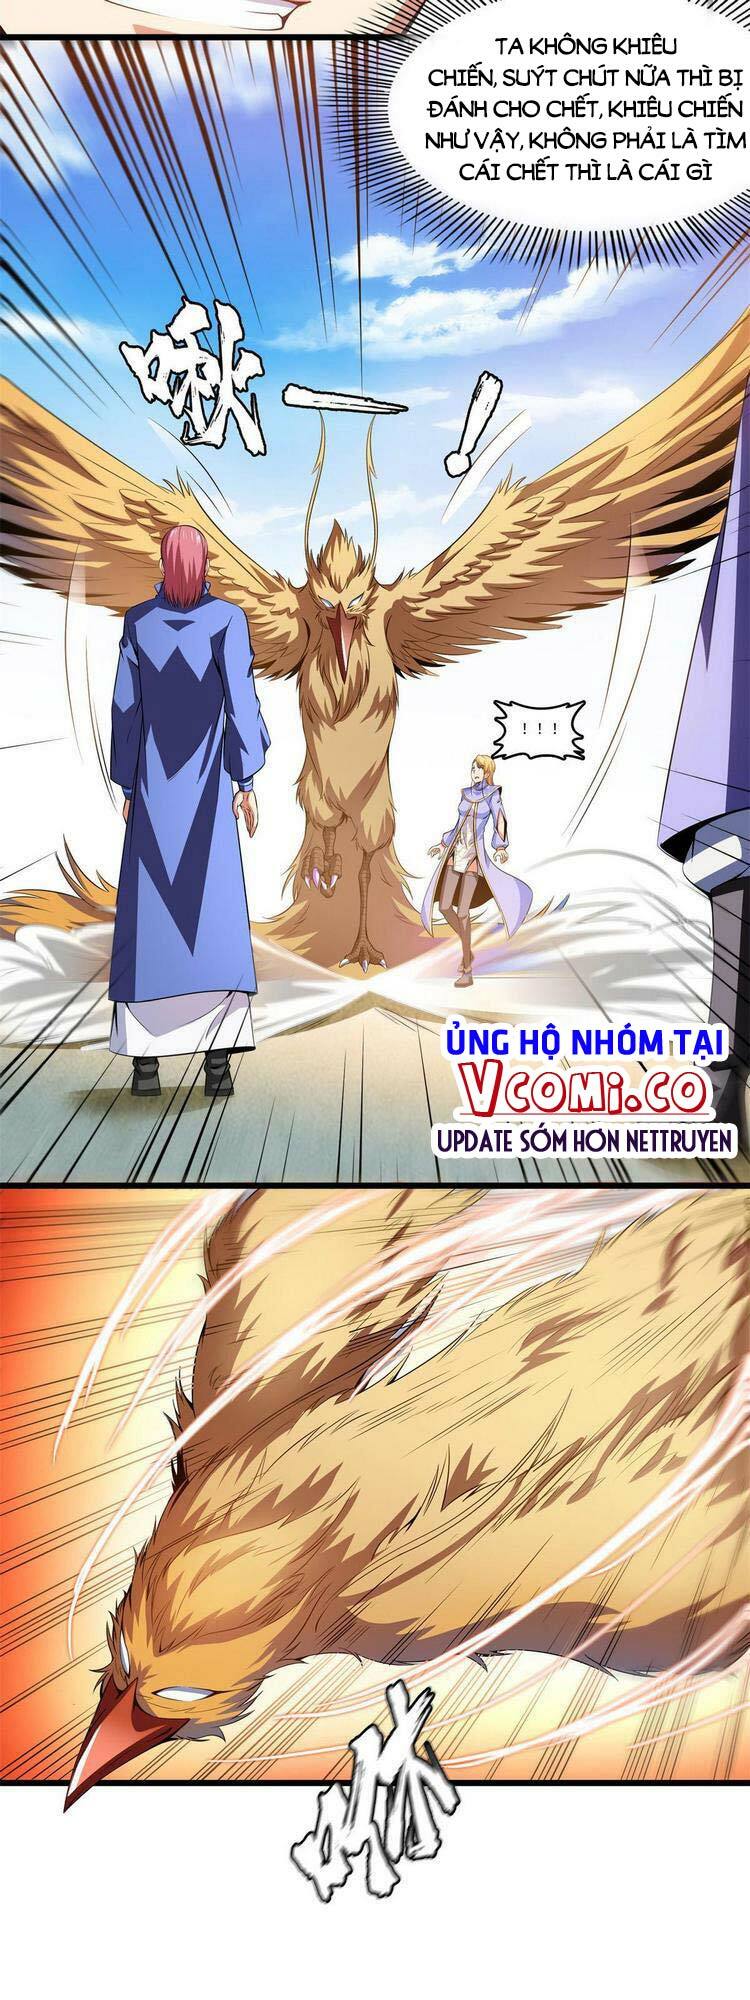 TA KHÔNG KHIÊU
CHIẾN, SUÝT CHÚT NỮA THÌ BỊ
ĐÁNH CHO CHẾT, KHIÊU CHIẾN
NHƯ VẬY, KHÔNG PHẢI LÀ TÌM
CÁI CHẾT THÌ LÀ CÁI GÌ
啾—!
!!!
ỦNG HỘ NHÓM TẠI
VCOMI.CO
UPDATE SỚM HƠN NETTRUYEN
啾